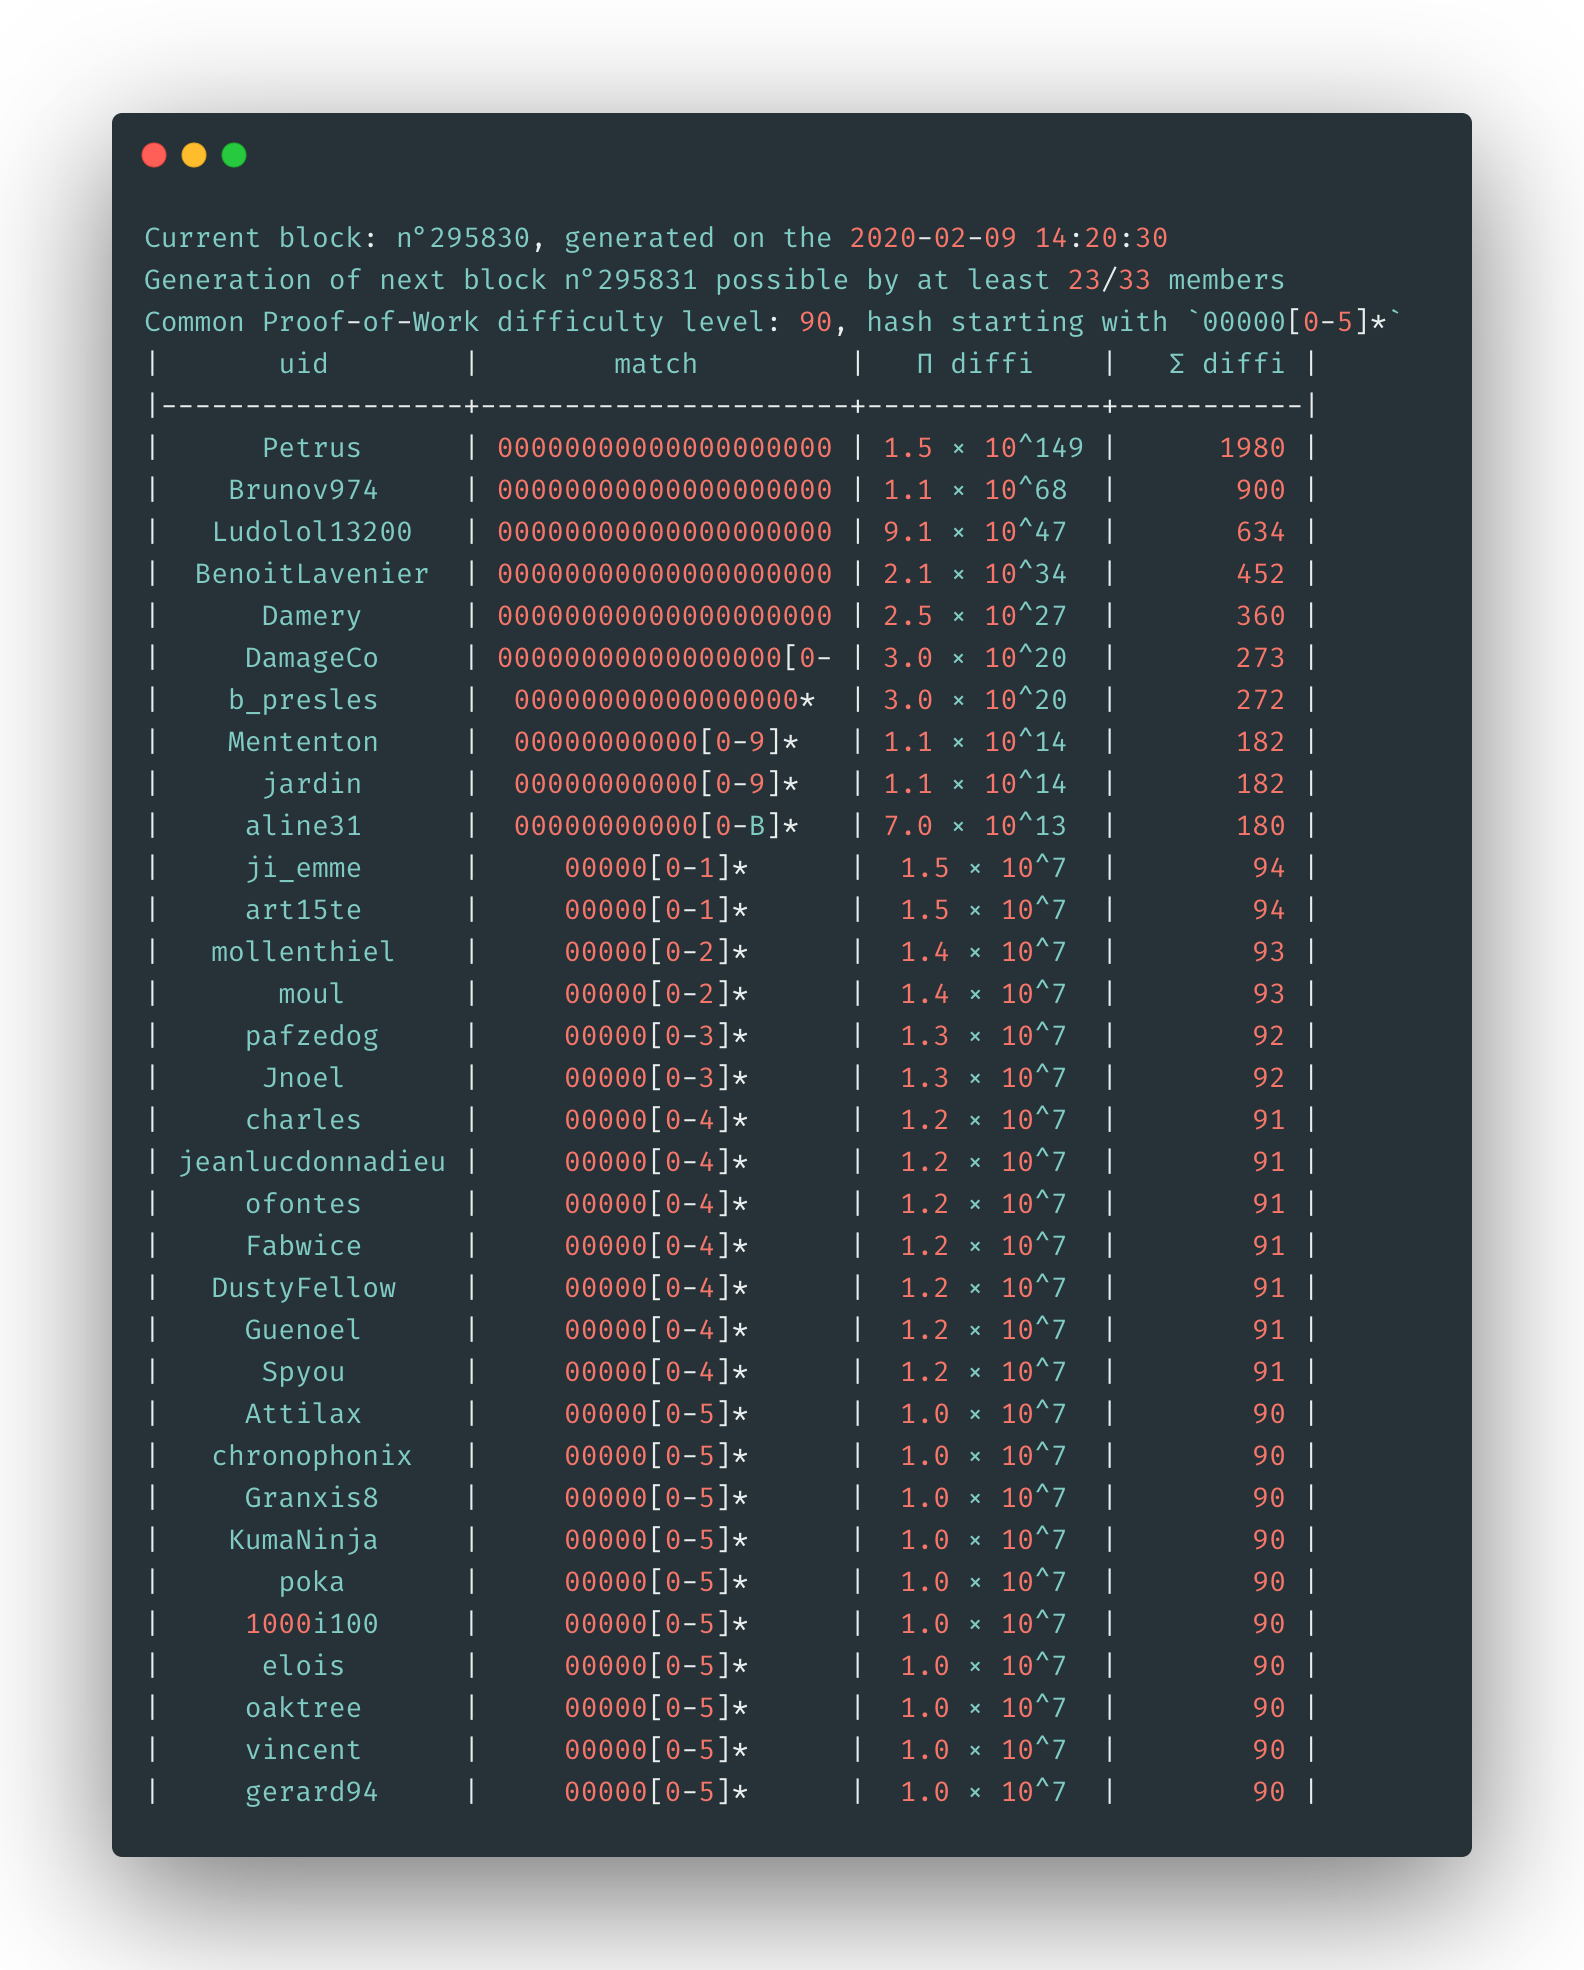 Current block: n°295830, generated on the 2020-02-09 14:20:30
Generation of next block n°295831 possible by at least 23/33 members
Common Proof-of-Work difficulty level: 90, hash starting with `00000[0-5]*`
|       uid        |        match         |   Π diffi    |   Σ diffi |
|------------------+----------------------+--------------+-----------|
|      Petrus      | 00000000000000000000 | 1.5 × 10^149 |      1980 |
|    Brunov974     | 00000000000000000000 | 1.1 × 10^68  |       900 |
|   Ludolol13200   | 00000000000000000000 | 9.1 × 10^47  |       634 |
|  BenoitLavenier  | 00000000000000000000 | 2.1 × 10^34  |       452 |
|      Damery      | 00000000000000000000 | 2.5 × 10^27  |       360 |
|     DamageCo     | 00000000000000000[0- | 3.0 × 10^20  |       273 |
|    b_presles     |  00000000000000000*  | 3.0 × 10^20  |       272 |
|    Mententon     |  00000000000[0-9]*   | 1.1 × 10^14  |       182 |
|      jardin      |  00000000000[0-9]*   | 1.1 × 10^14  |       182 |
|     aline31      |  00000000000[0-B]*   | 7.0 × 10^13  |       180 |
|     ji_emme      |     00000[0-1]*      |  1.5 × 10^7  |        94 |
|     art15te      |     00000[0-1]*      |  1.5 × 10^7  |        94 |
|   mollenthiel    |     00000[0-2]*      |  1.4 × 10^7  |        93 |
|       moul       |     00000[0-2]*      |  1.4 × 10^7  |        93 |
|     pafzedog     |     00000[0-3]*      |  1.3 × 10^7  |        92 |
|      Jnoel       |     00000[0-3]*      |  1.3 × 10^7  |        92 |
|     charles      |     00000[0-4]*      |  1.2 × 10^7  |        91 |
| jeanlucdonnadieu |     00000[0-4]*      |  1.2 × 10^7  |        91 |
|     ofontes      |     00000[0-4]*      |  1.2 × 10^7  |        91 |
|     Fabwice      |     00000[0-4]*      |  1.2 × 10^7  |        91 |
|   DustyFellow    |     00000[0-4]*      |  1.2 × 10^7  |        91 |
|     Guenoel      |     00000[0-4]*      |  1.2 × 10^7  |        91 |
|      Spyou       |     00000[0-4]*      |  1.2 × 10^7  |        91 |
|     Attilax      |     00000[0-5]*      |  1.0 × 10^7  |        90 |
|   chronophonix   |     00000[0-5]*      |  1.0 × 10^7  |        90 |
|     Granxis8     |     00000[0-5]*      |  1.0 × 10^7  |        90 |
|    KumaNinja     |     00000[0-5]*      |  1.0 × 10^7  |        90 |
|       poka       |     00000[0-5]*      |  1.0 × 10^7  |        90 |
|     1000i100     |     00000[0-5]*      |  1.0 × 10^7  |        90 |
|      elois       |     00000[0-5]*      |  1.0 × 10^7  |        90 |
|     oaktree      |     00000[0-5]*      |  1.0 × 10^7  |        90 |
|     vincent      |     00000[0-5]*      |  1.0 × 10^7  |        90 |
|     gerard94     |     00000[0-5]*      |  1.0 × 10^7  |        90 |